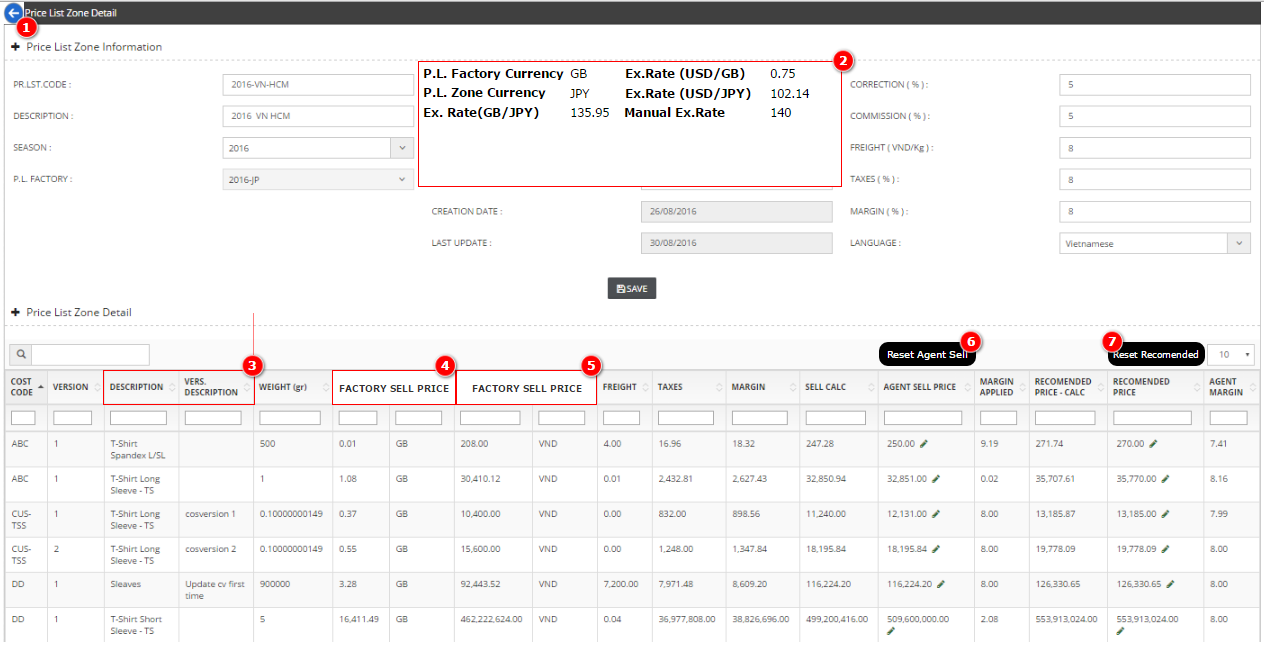 Price List Zone Detail
1
Price List Zone Information
2
PR.LST.CODE :
2016-VN-HCM
P.L. Factory Currency GB Ex.Rate (USD/GB) 0.75
CORRECTION ( % ) :
5
P.L. Zone Currency JPY Ex.Rate (USD/JPY) 102.14
DESCRIPTION :
2016 VN HCM
Ex. Rate(GB/JPY) 135.95 Manual Ex.Rate 140
COMMISSION ( % ) :
5
SEASON :
2016
FREIGHT ( VND/Kg ) :
8
P.L. FACTORY :
2016-JP
TAXES ( % ) :
8
CREATION DATE :
26/08/2016
MARGIN ( % ) :
8
LAST UPDATE :
30/08/2016
LANGUAGE :
Vietnamese
SAVE
Price List Zone Detail
6
7
Reset Agent Sell
Reset Recomended
10
3
4
5
COST CODE VERSION DESCRIPTION VERS. DESCRIPTION WEIGHT (gr) FACTORY SELL PRICE FACTORY SELL PRICE FREIGHT TAXES MARGIN SELL CALC AGENT SELL PRICE MARGIN APPLIED RECOMENDED PRICE - CALC RECOMENDED PRICE AGENT MARGIN
ABC 1 T-Shirt Spandex L/SL 500 0.01 GB 208.00 VND 4.00 16.96 18.32 247.28 250.00 9.19 271.74 270.00 7.41
ABC 1 T-Shirt Long Sleeve - TS 1 1.08 GB 30,410.12 VND 0.01 2,432.81 2,627.43 32,850.94 32,851.00 0.02 35,707.61 35,770.00 8.16
CUS-TSS 1 T-Shirt Long Sleeve - TS cosversion 1 0.10000000149 0.37 GB 10,400.00 VND 0.00 832.00 898.56 11,240.00 12,131.00 8.00 13,185.87 13,185.00 7.99
CUS-TSS 2 T-Shirt Long Sleeve - TS cosversion 2 0.10000000149 0.55 GB 15,600.00 VND 0.00 1,248.00 1,347.84 18,195.84 18,195.84 8.00 19,778.09 19,778.09 8.00
DD 1 Sleaves Update cv first time 900000 3.28 GB 92,443.52 VND 7,200.00 7,971.48 8,609.20 116,224.20 116,224.20 8.00 126,330.65 126,330.65 8.00
DD 1 T-Shirt Short Sleeve - TS 5 16,411.49 GB 462,222,624.00 VND 0.04 36,977,808.00 38,826,696.00 499,200,416.00 509,600,000.00 2.08 553,913,024.00 553,913,024.00 8.00